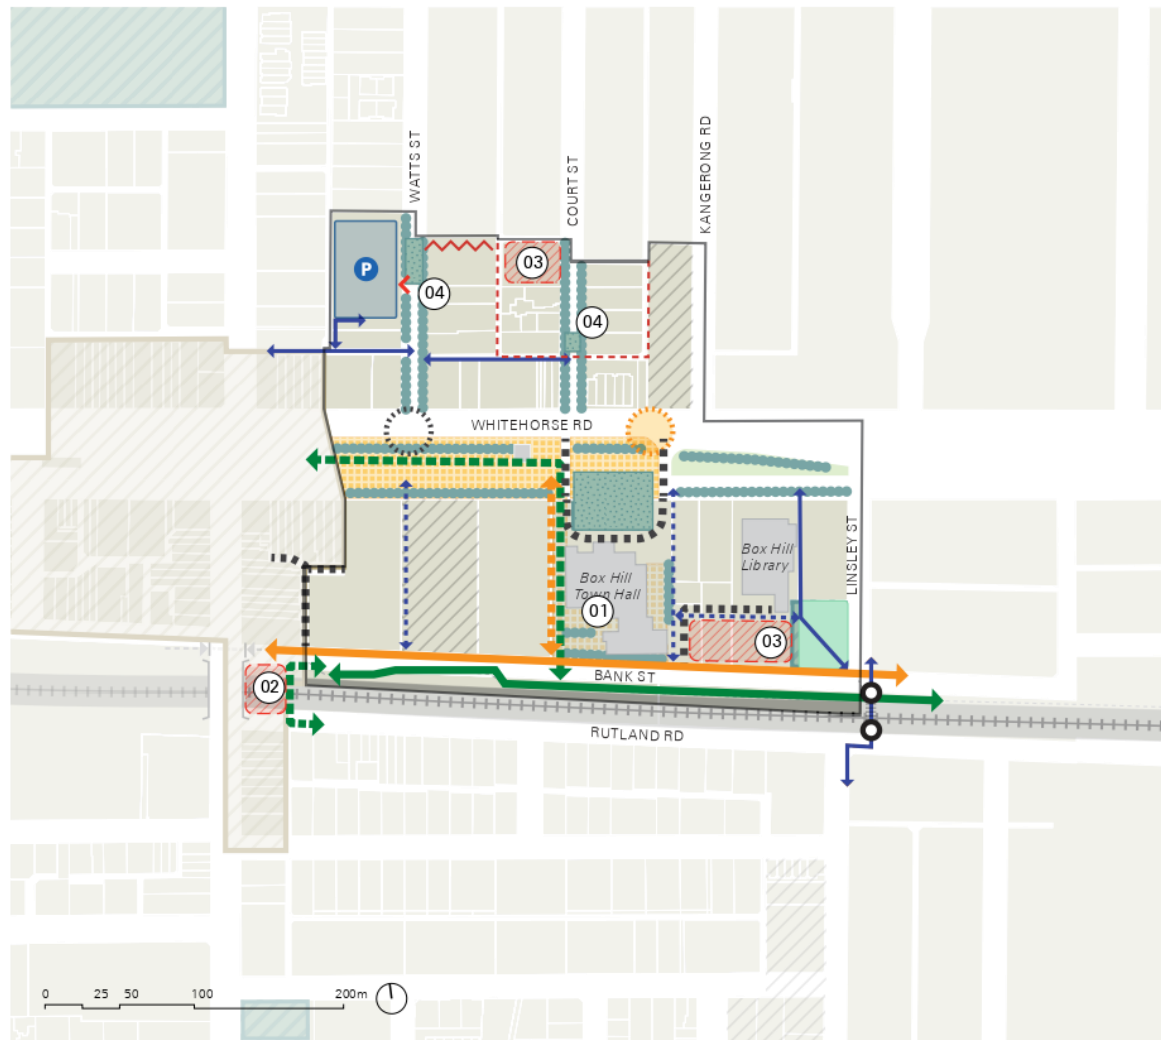 WATTS ST
COURT ST
KANGERONG RD
P
03
04
04
WHITEHORSE RD
Box Hill
Library
LINSLEY ST
Box Hill
Town Hall
01
03
02
BANK ST
RUTLAND RD
0 25 50 100 200m